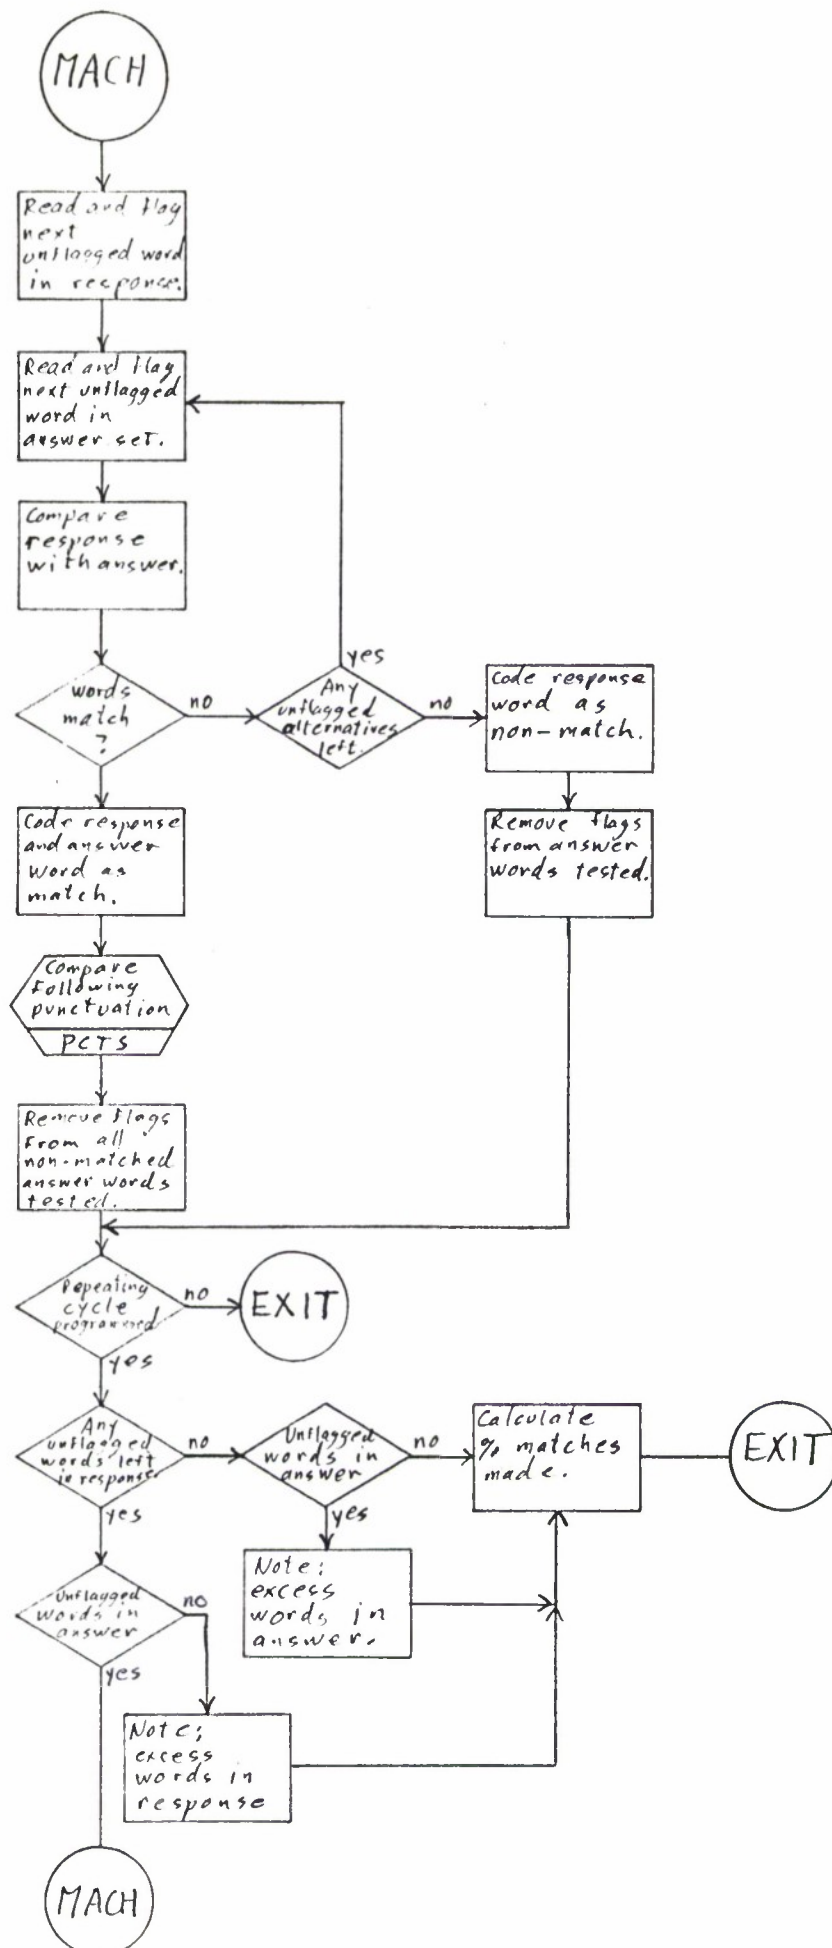 MACH
Read and flag
next
unflagged word
in response.
Read and flag
next unflagged
word in
answer set.
Compare
response
with answer.
words
match
?
no
yes
Any
unflagged
alternatives
left.
no
Code response
word as
non-match.
Remove flags
from answer
words tested.
Code response
and answer
word as
match.
Compare
following
punctuation
PCTS
Remove flags
from all
non-matched
answer words
tested.
Repeating
cycle
programmed
no
EXIT
yes
Any
unflagged
words left
in response.
no
Unflagged
words in
answer
no
Calculate
% matches
made.
EXIT
yes
yes
Note;
excess
words in
answer.
Unflagged
words in
answer
no
yes
Note;
excess
words in
response
MACH